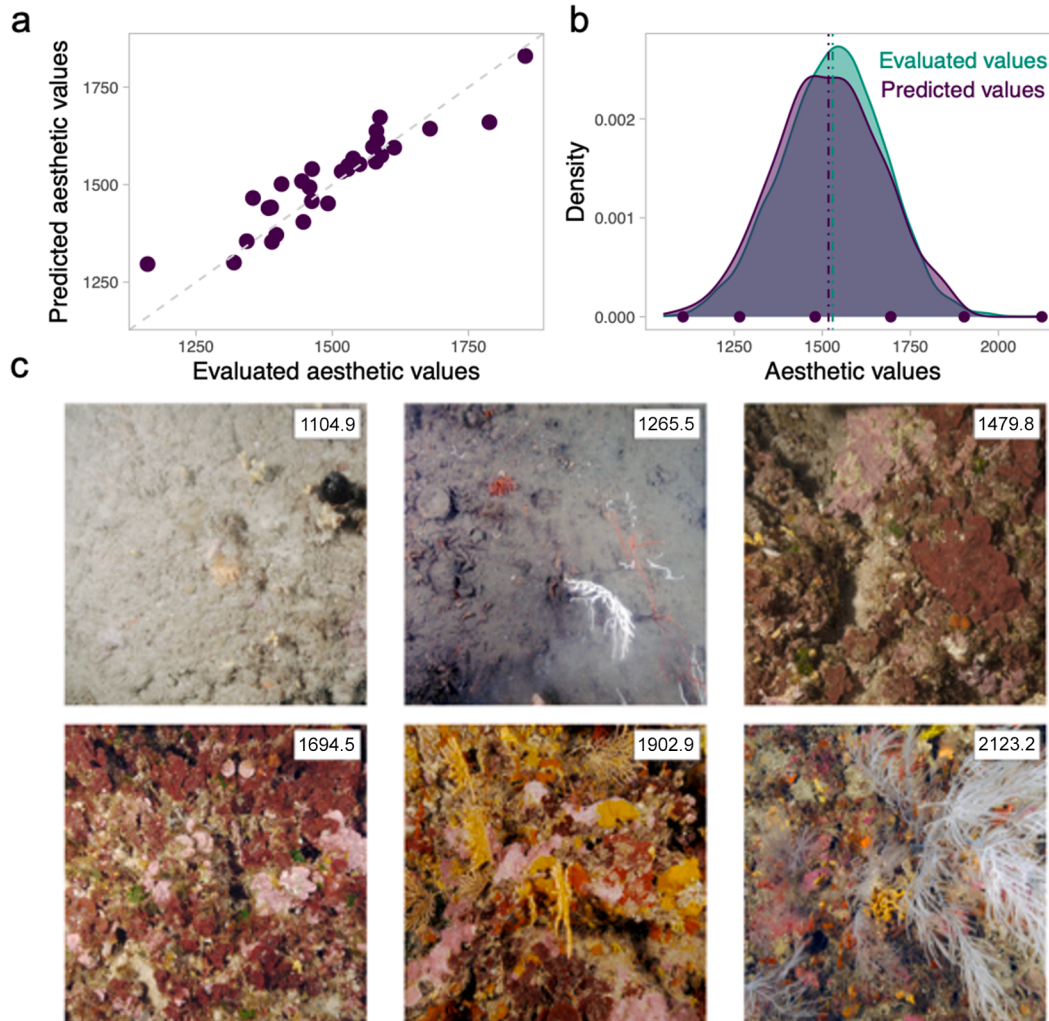 a
Predicted aesthetic values
1750
1500
1250
1250
1500
1750
Evaluated aesthetic values
b
Density
0.002
0.001
0.000
Evaluated values
Predicted values
1250
1500
1750
2000
Aesthetic values
c
1104.9
1265.5
1479.8
1694.5
1902.9
2123.2